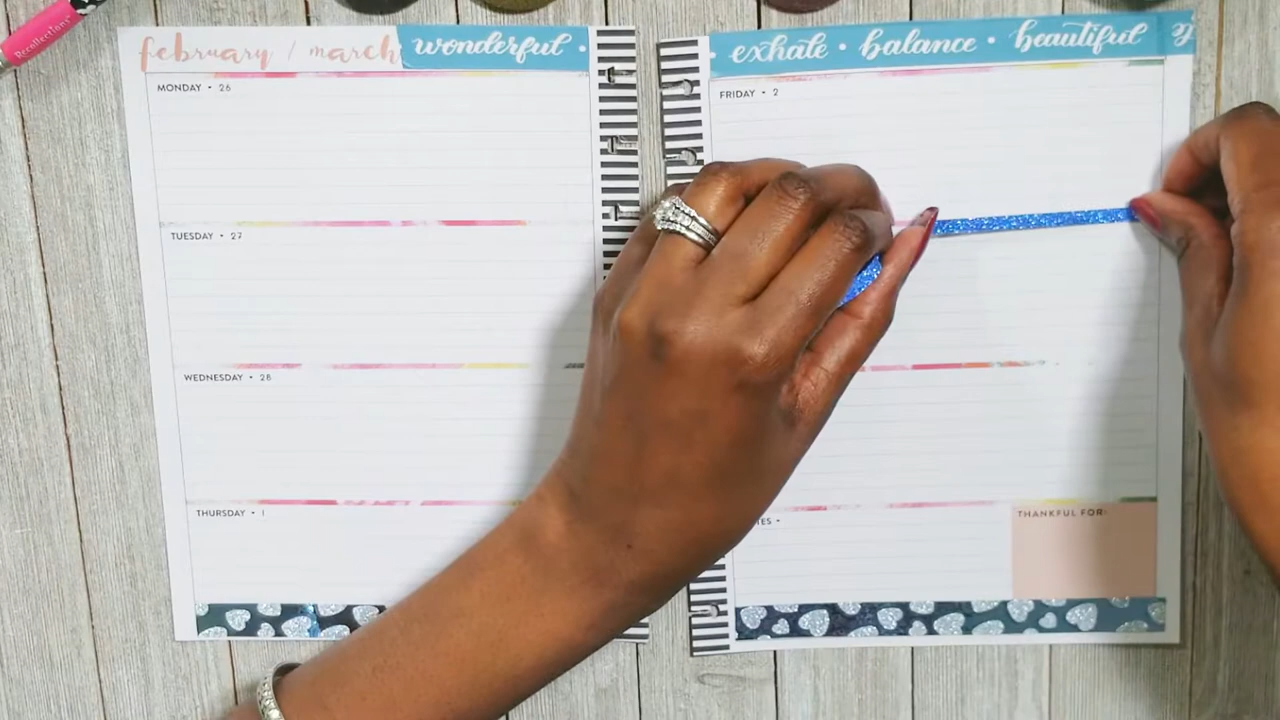 Recollections
february / march
wonderful •
MONDAY • 26
TUESDAY • 27
WEDNESDAY • 28
THURSDAY • 1
• exhale • balance • beautiful
FRIDAY • 2
THANKFUL FOR: